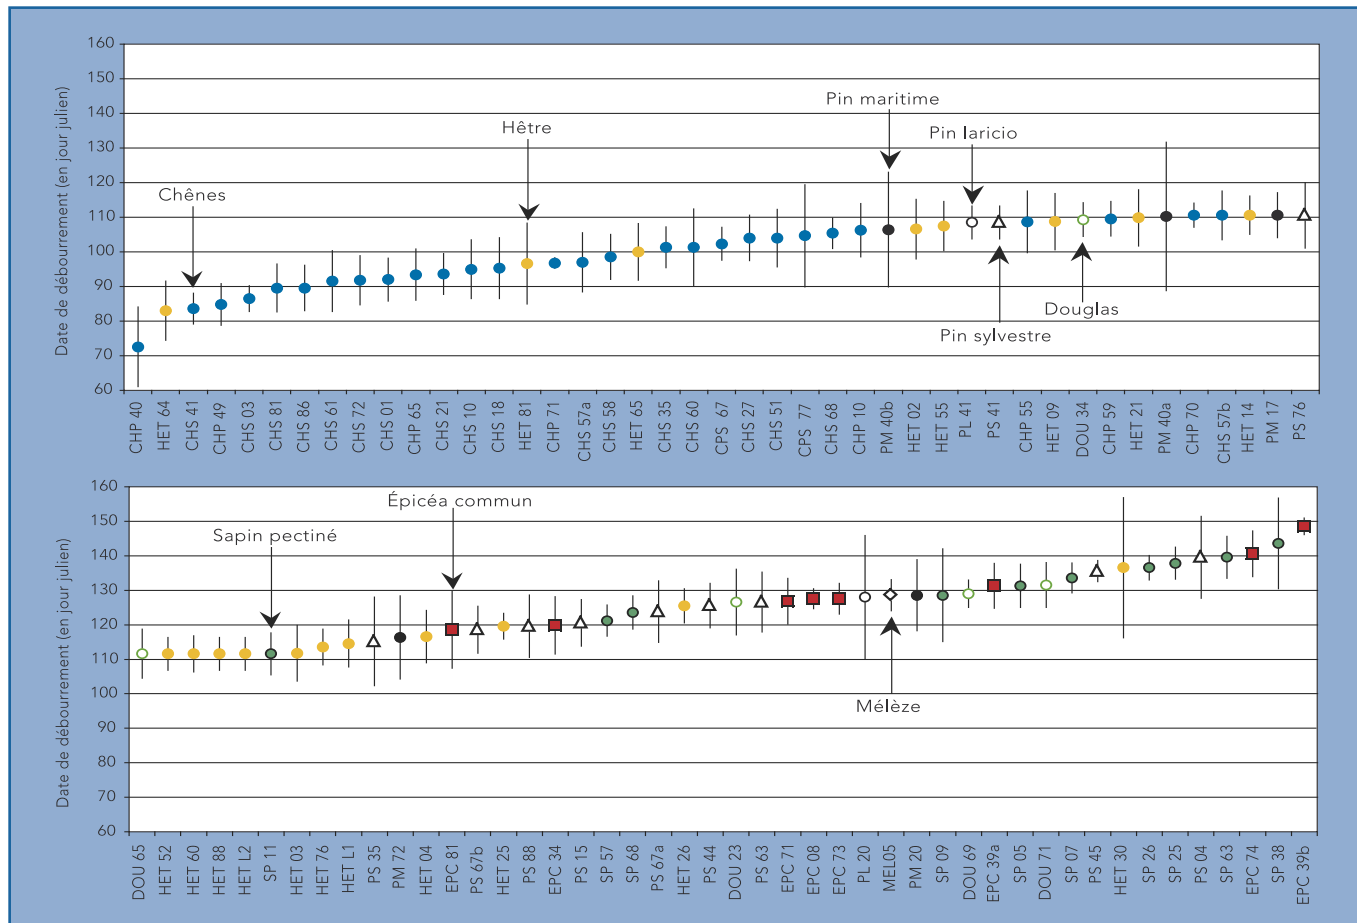 Date de débourrement (en jour julien)
160
150
140
130
120
110
100
90
80
70
60
Chênes
Hêtre
Pin maritime
Pin laricio
Pin sylvestre
Douglas
CHP 40
HET 64
CHS 41
CHP 49
CHS 03
CHS 81
CHS 86
CHS 61
CHS 72
CHS 01
CHP 65
CHS 21
CHS 10
CHS 18
HET 81
CHP 71
CHS 57a
CHS 58
HET 65
CHS 35
CHS 60
CPS 67
CHS 27
CHS 51
CPS 77
CHS 68
CHP 10
PM 40b
HET 02
HET 55
PL 41
PS 41
CHP 55
HET 09
DOU 34
CHP 59
HET 21
PM 40a
CHP 70
CHS 57b
HET 14
PM 17
PS 76
Date de débourrement (en jour julien)
160
150
140
130
120
110
100
90
80
70
60
Sapin pectiné
Épicéa commun
Mélèze
DOU 65
HET 52
HET 60
HET 88
HET L2
SP 11
HET 03
HET 76
HET L1
PS 35
PM 72
HET 04
EPC 81
PS 67b
HET 25
PS 88
EPC 34
PS 15
SP 57
SP 68
PS 67a
HET 26
PS 44
DOU 23
PS 63
EPC 71
EPC 08
EPC 73
PL 20
MEL05
PM 20
SP 09
DOU 69
EPC 39a
SP 05
DOU 71
SP 07
PS 45
HET 30
SP 26
SP 25
PS 04
SP 63
EPC 74
SP 38
EPC 39b